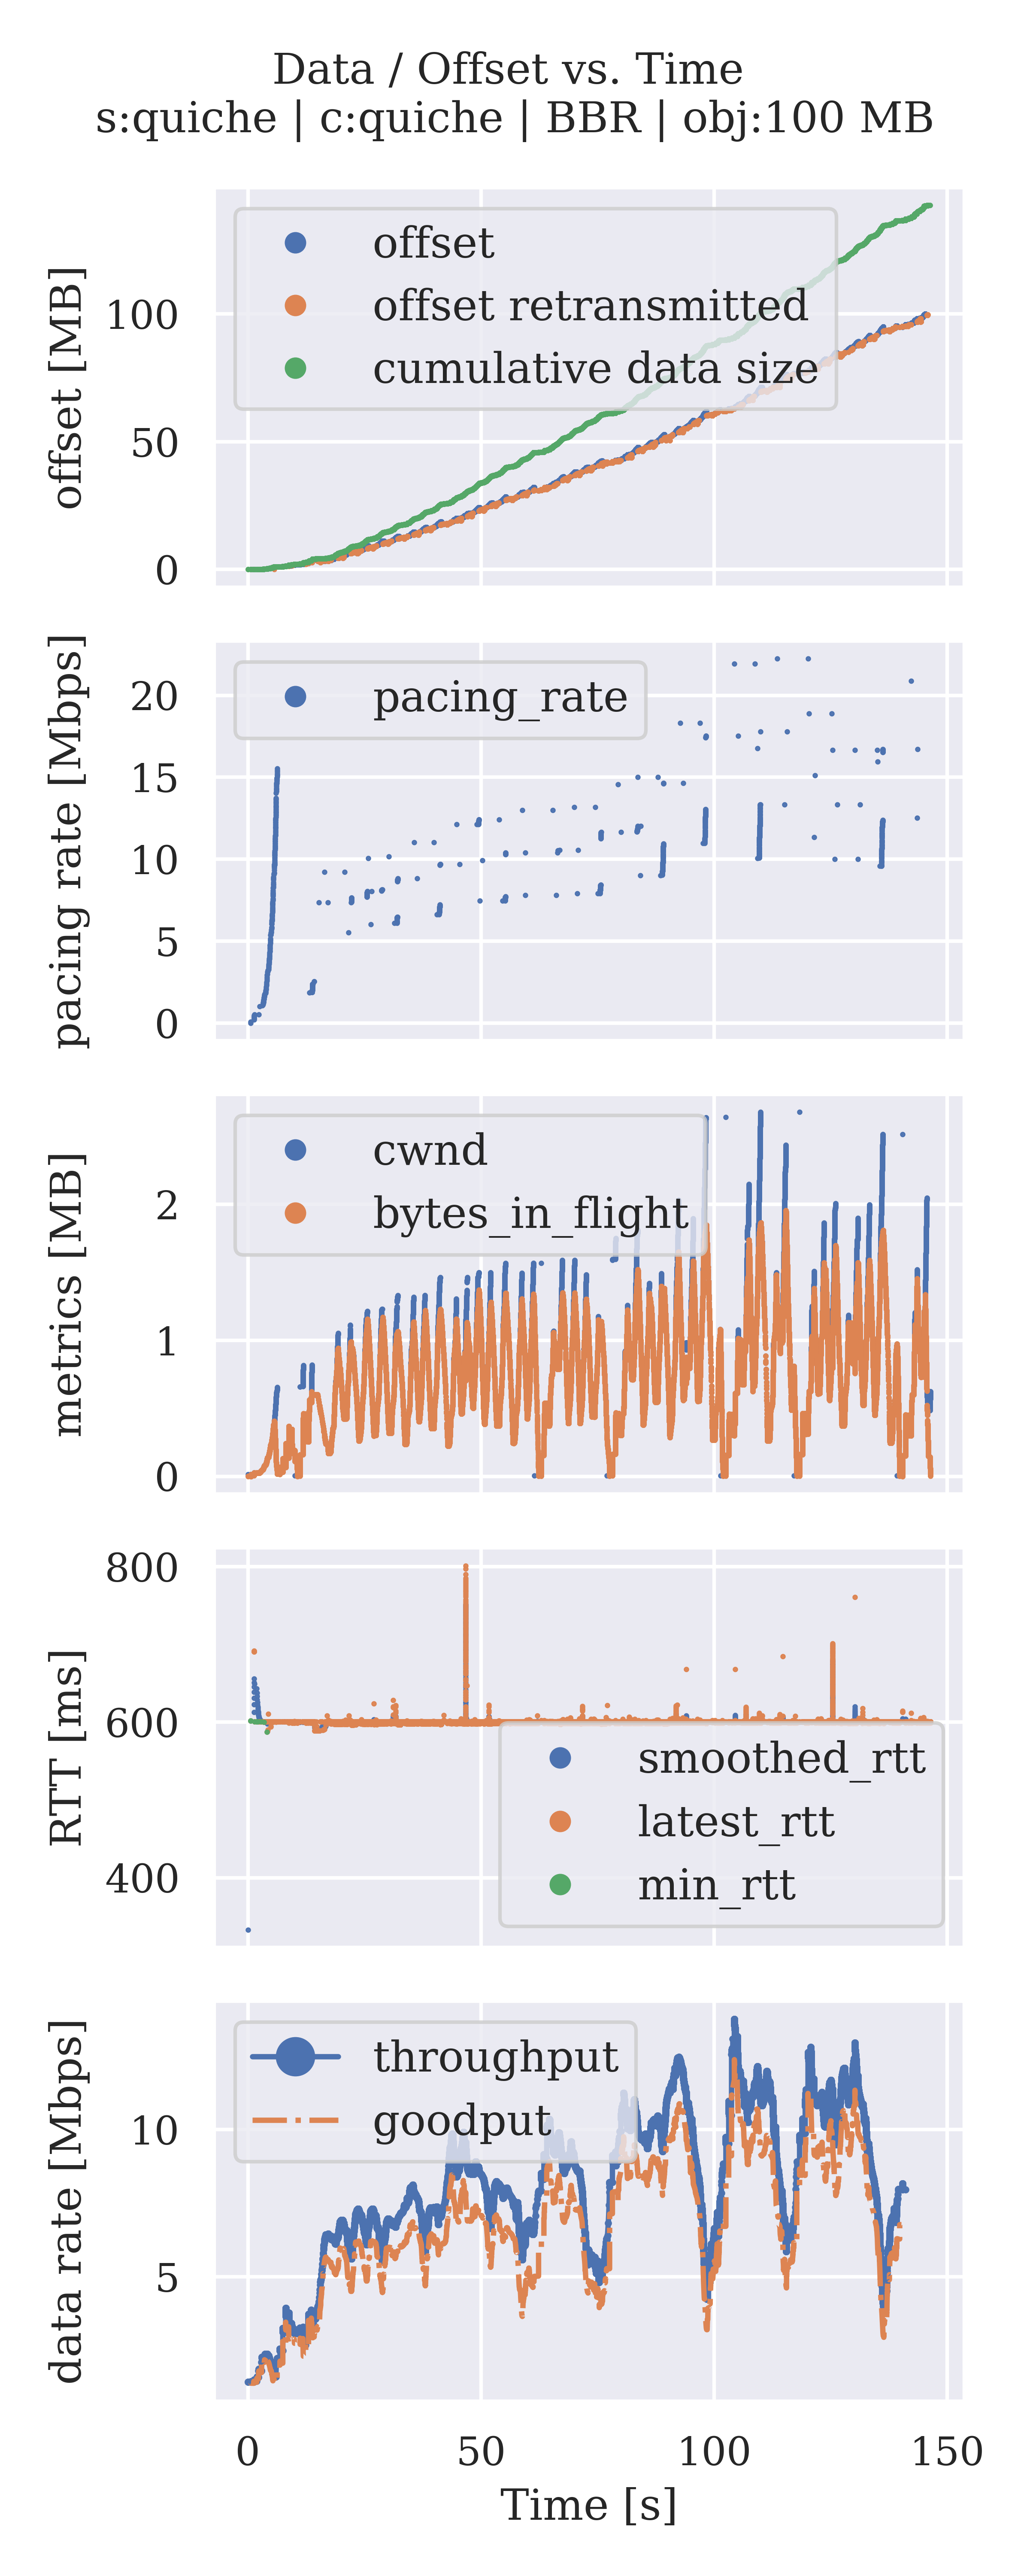 Data / Offset vs. Time
s:quiche | c:quiche | BBR | obj:100 MB
offset [MB]
100
50
0
offset
offset retransmitted
cumulative data size
pacing rate [Mbps]
20
15
10
5
0
pacing_rate
metrics [MB]
2
1
0
cwnd
bytes_in_flight
RTT [ms]
800
600
400
smoothed_rtt
latest_rtt
min_rtt
data rate [Mbps]
10
5
throughput
goodput
0 50 100 150
Time [s]